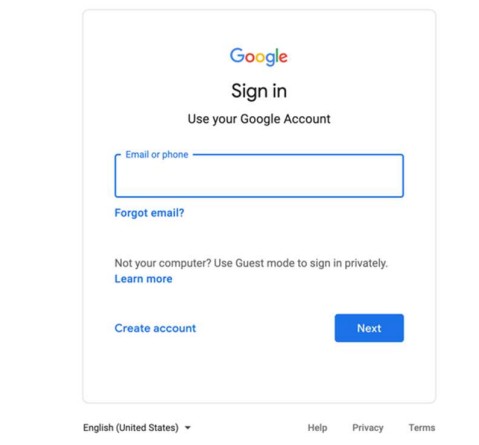 Google
Sign in
Use your Google Account
Email or phone
Forgot email?
Not your computer? Use Guest mode to sign in privately.
Learn more
Create account
Next
English (United States)
Help Privacy Terms